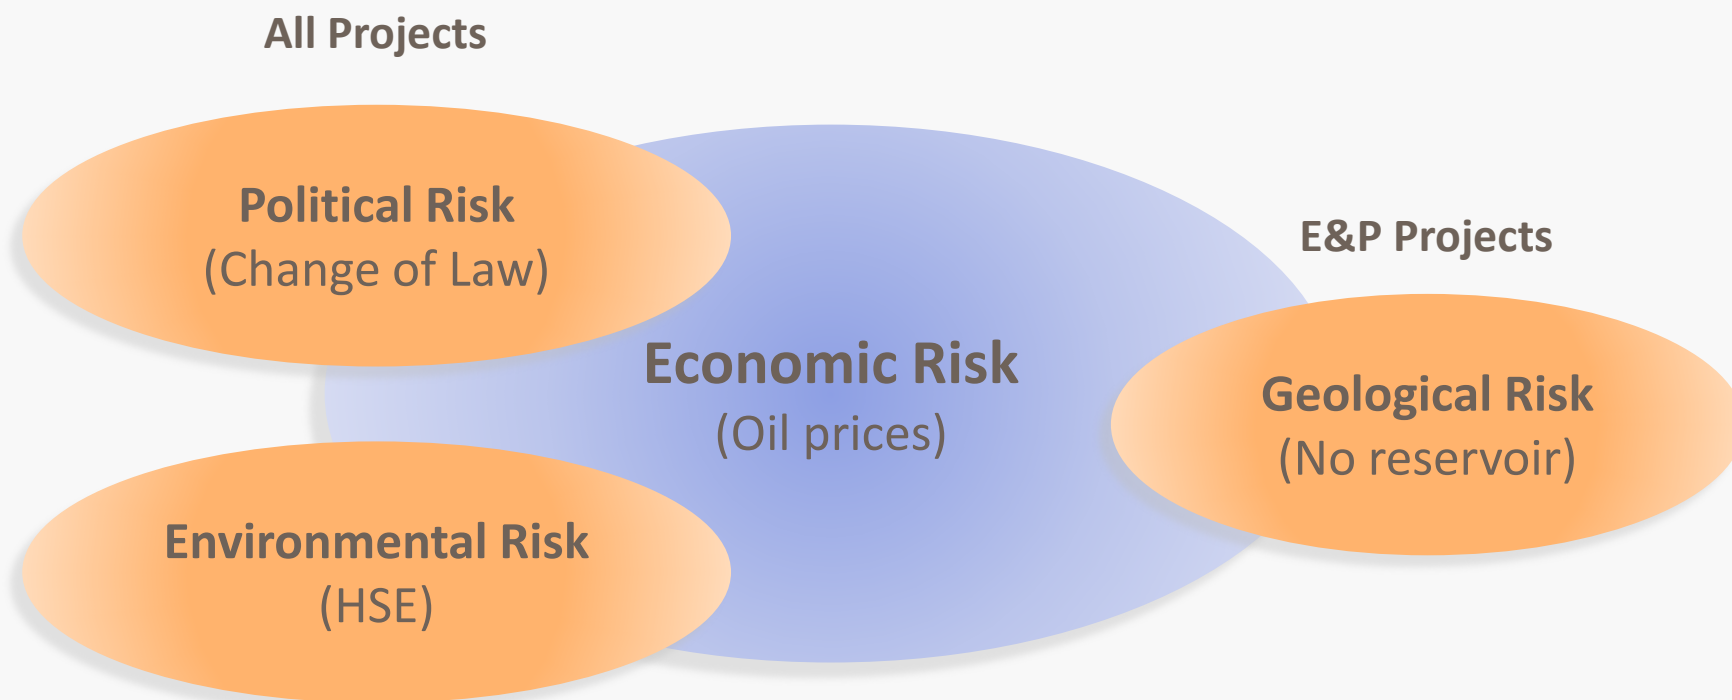 All Projects
Political Risk
(Change of Law)
E&P Projects
Economic Risk
(Oil prices)
Geological Risk
(No reservoir)
Environmental Risk
(HSE)